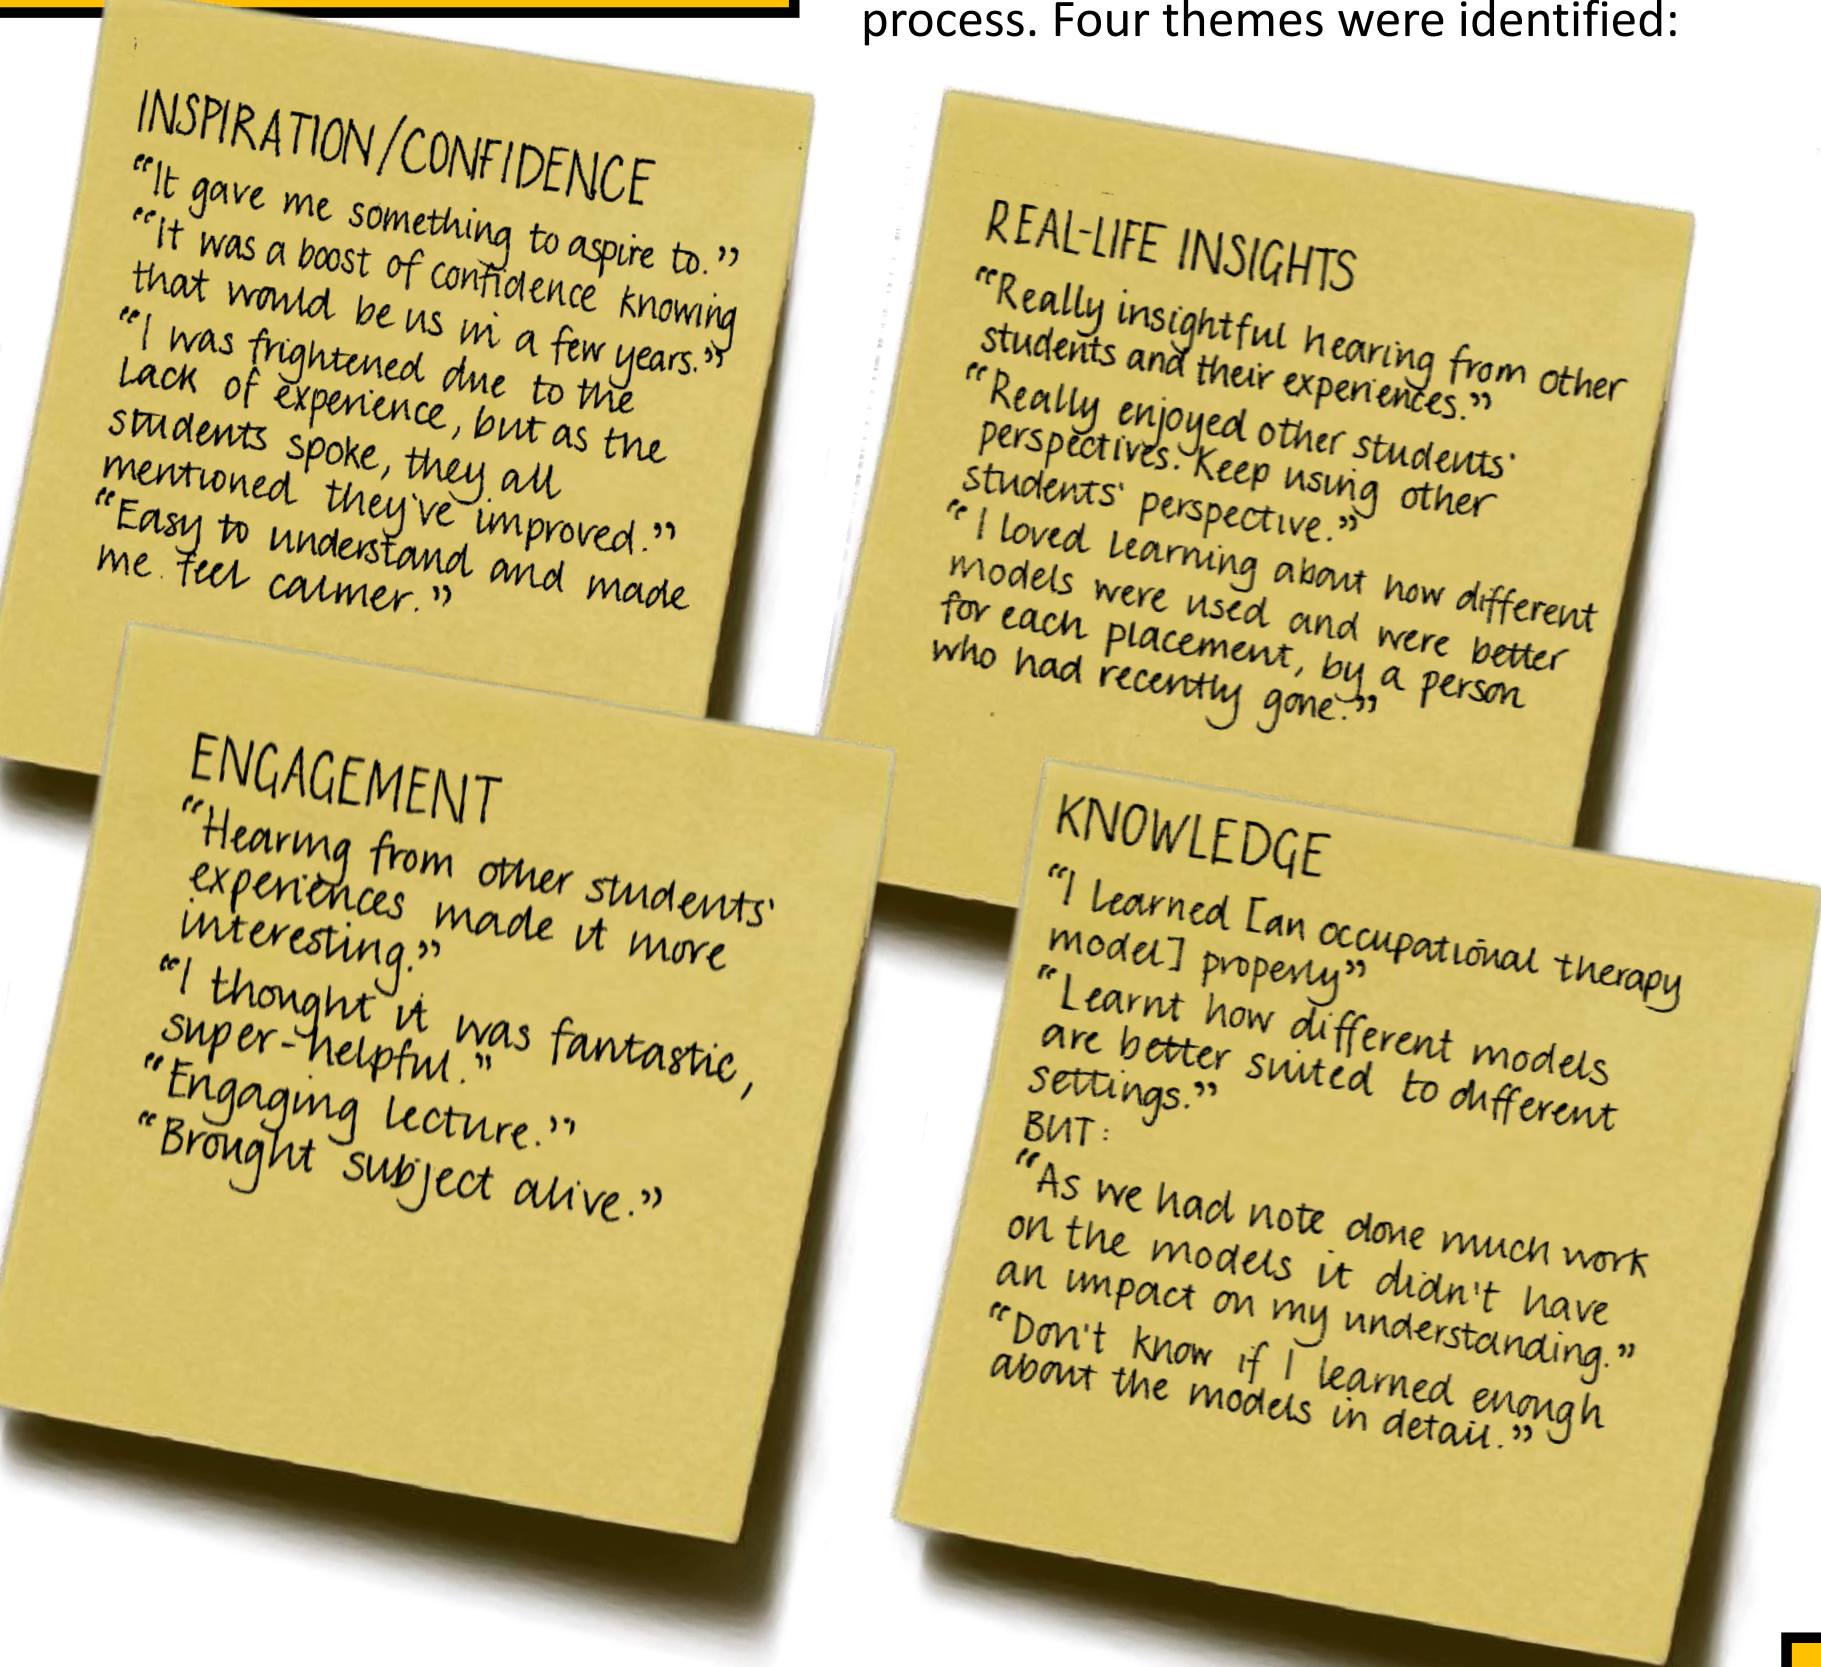 process. Four themes were identified:
INSPIRATION/CONFIDENCE
“It gave me something to aspire to.”
“It was a boost of confidence knowing
that would be us in a few years.”
“I was frightened due to the
lack of experience, but as the
students spoke, they all
mentioned they've improved.”
“Easy to understand and made
me feel calmer.”
REAL-LIFE INSIGHTS
“Really insightful hearing from other
students and their experiences.”
“Really enjoyed other students'
perspectives. Keep using other
students' perspective.”
“I loved learning about how different
models were used and were better
for each placement, by a person
who had recently gone.”
ENGAGEMENT
“Hearing from other students'
experiences made it more
interesting.”
“I thought it was fantastic,
super-helpful.”
“Engaging lecture.”
“Brought subject alive.”
KNOWLEDGE
“I learned [an occupational therapy
model] properly”
“Learnt how different models
are better suited to different
settings.”
BUT:
“As we had note done much work
on the models it didn't have
an impact on my understanding.”
“Don't know if I learned enough
about the models in detail.”